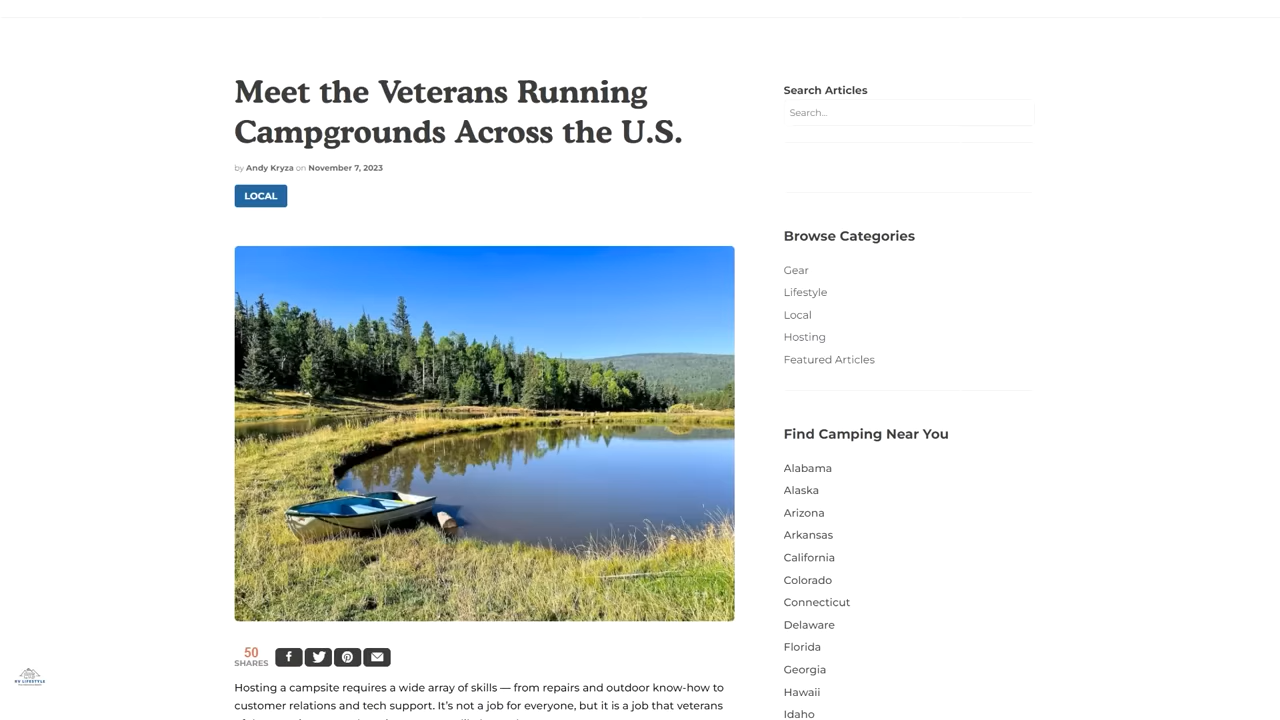 Meet the Veterans Running
Campgrounds Across the U.S.
by Andy Kryza on November 7, 2023
LOCAL
50
SHARES
Hosting a campsite requires a wide array of skills — from repairs and outdoor know-how to
customer relations and tech support. It's not a job for everyone, but it is a job that veterans
Search Articles
Search...
Browse Categories
Gear
Lifestyle
Local
Hosting
Featured Articles
Find Camping Near You
Alabama
Alaska
Arizona
Arkansas
California
Colorado
Connecticut
Delaware
Florida
Georgia
Hawaii
Idaho
RV LIFESTYLE